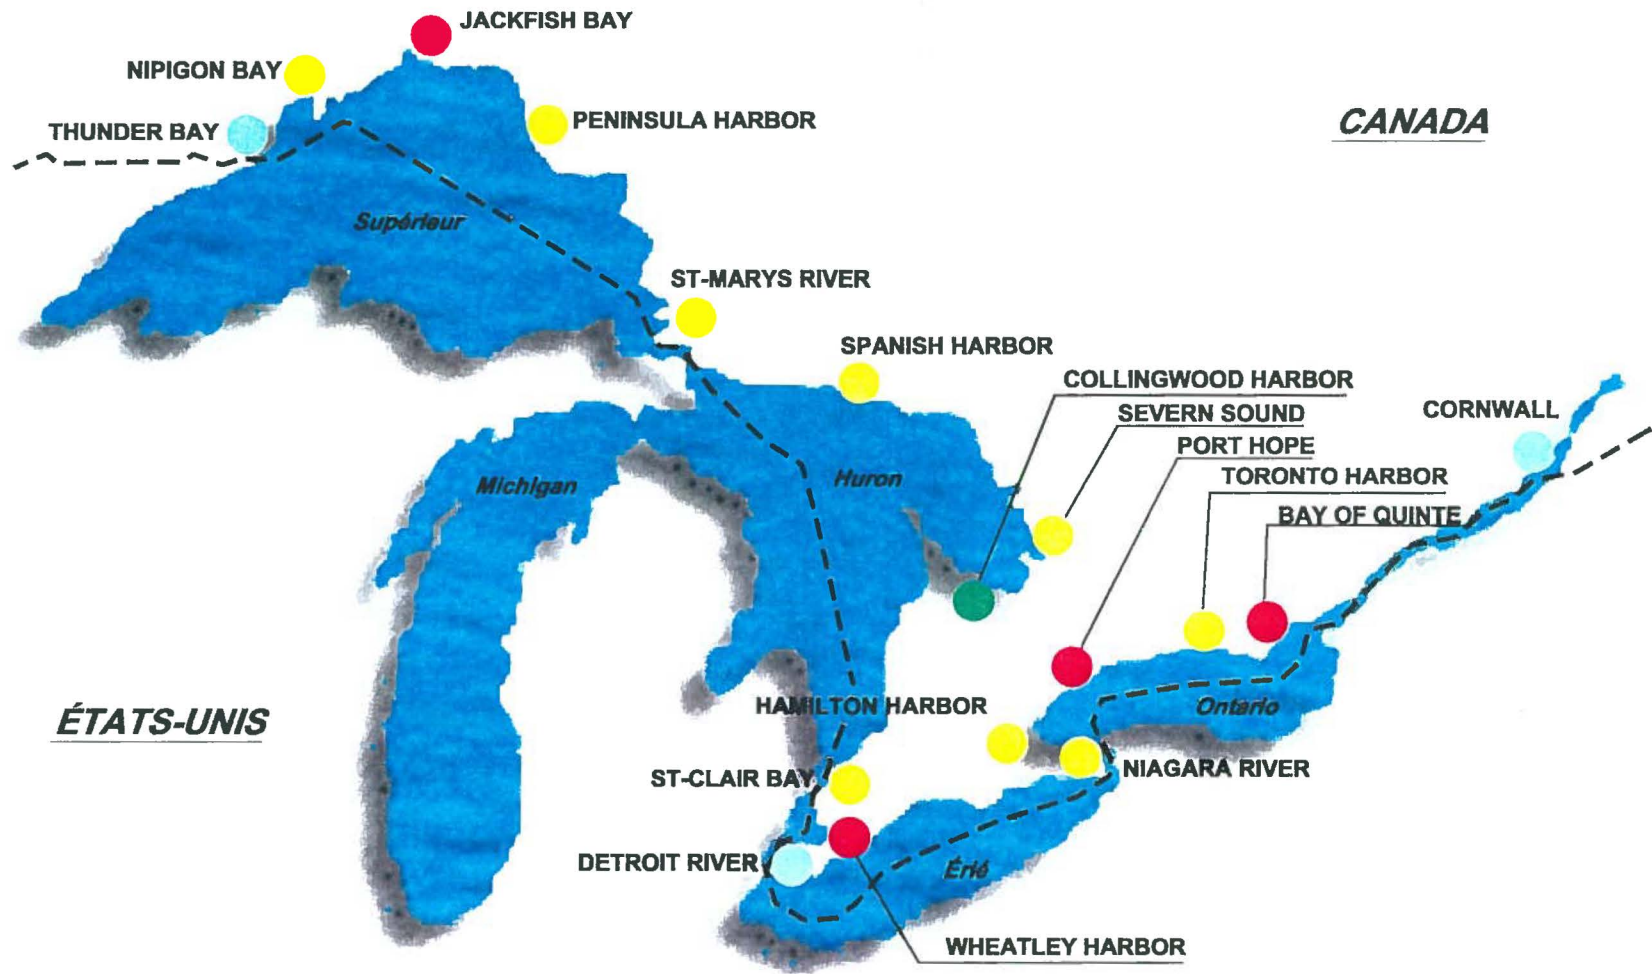 JACKFISH BAY
NIPIGON BAY
PENINSULA HARBOR
THUNDER BAY
CANADA
Supérieur
ST-MARYS RIVER
SPANISH HARBOR
COLLINGWOOD HARBOR
SEVERN SOUND
CORNWALL
PORT HOPE
TORONTO HARBOR
Michigan
Huron
BAY OF QUINTE
ÉTATS-UNIS
HAMILTON HARBOR
Ontario
ST-CLAIR BAY
NIAGARA RIVER
DETROIT RIVER
Érié
WHEATLEY HARBOR